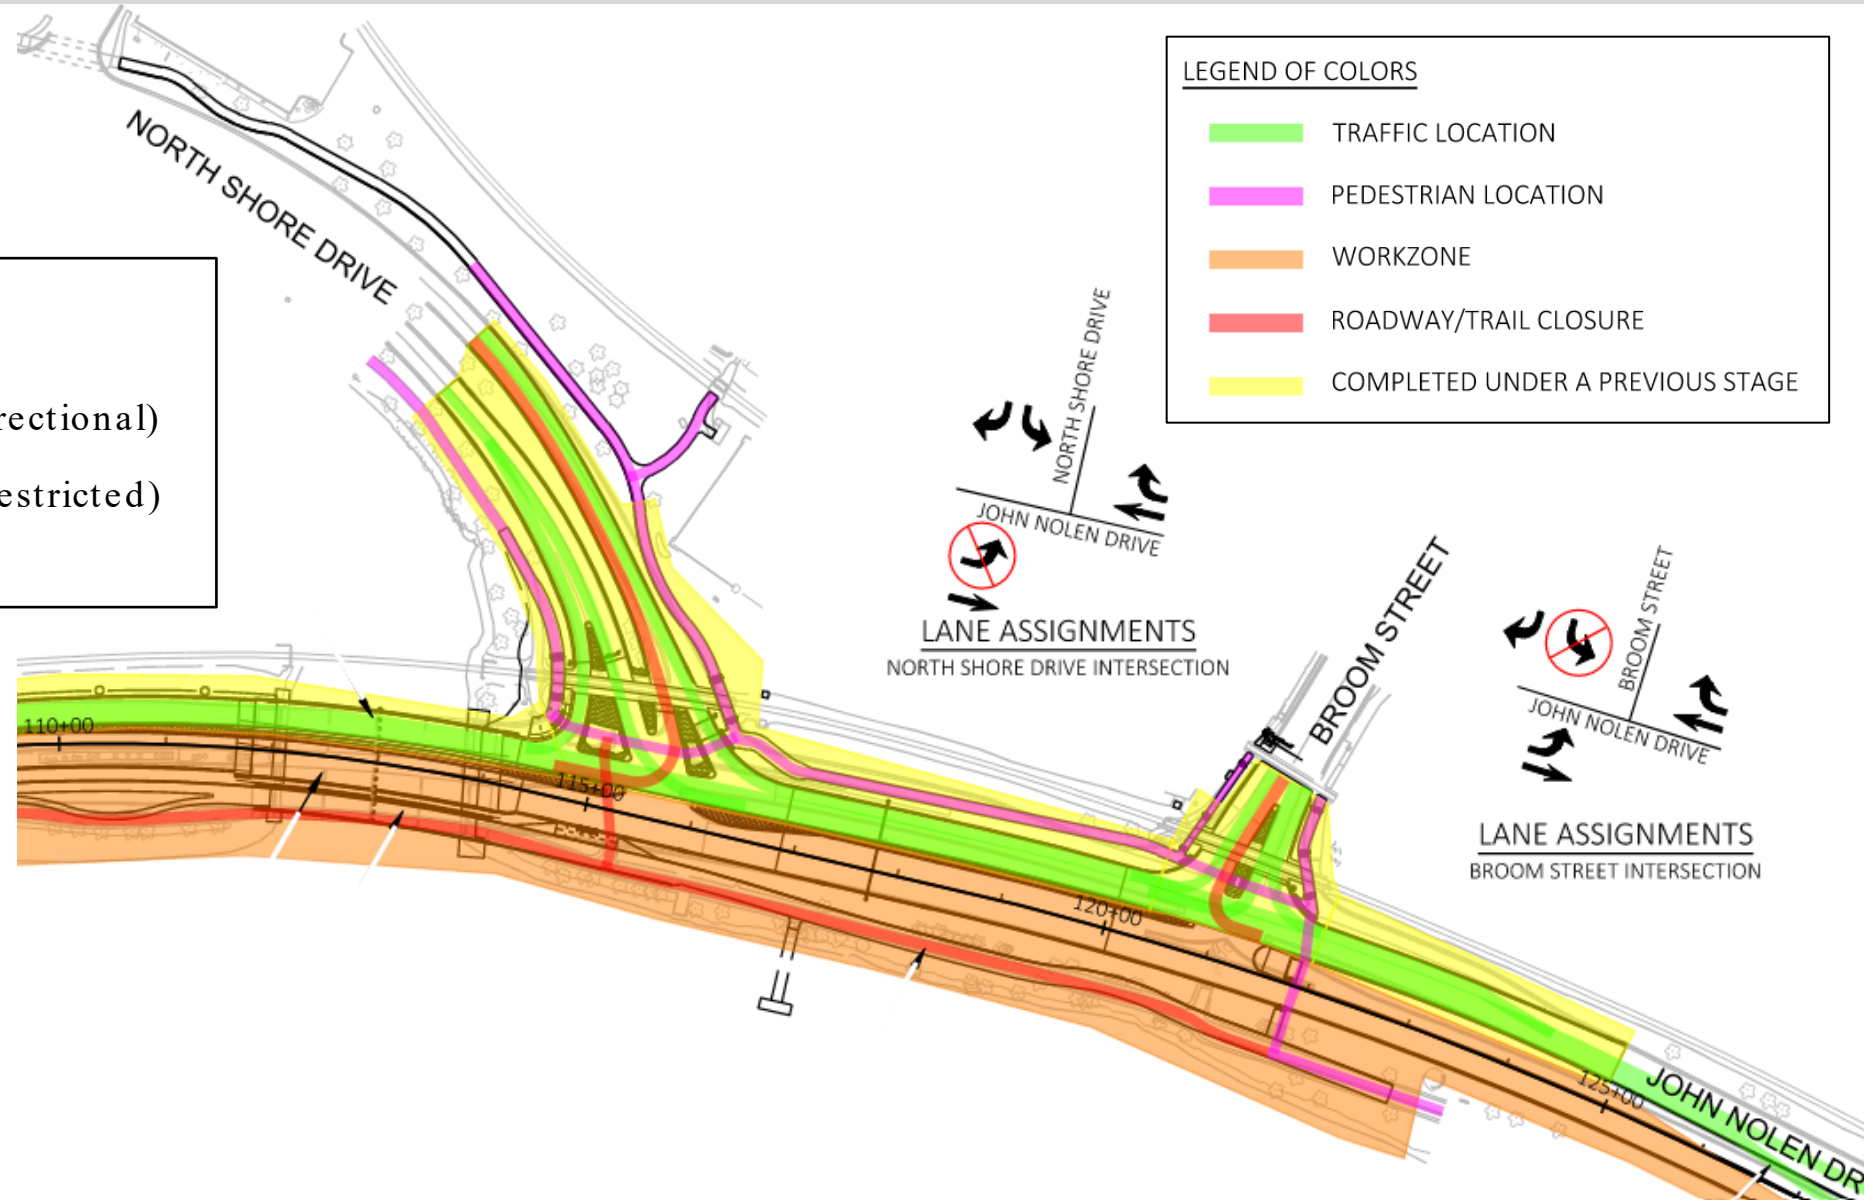 LEGEND OF COLORS
TRAFFIC LOCATION
PEDESTRIAN LOCATION
WORKZONE
ROADWAY/TRAIL CLOSURE
COMPLETED UNDER A PREVIOUS STAGE
NORTH SHORE DRIVE
rectional)
estricted)
NORTH SHORE DRIVE
JOHN NOLEN DRIVE
LANE ASSIGNMENTS
NORTH SHORE DRIVE INTERSECTION
BROOM STREET
BROOM STREET
JOHN NOLEN DRIVE
LANE ASSIGNMENTS
BROOM STREET INTERSECTION
110+00
115+00
120+00
125+00
JOHN NOLEN DR